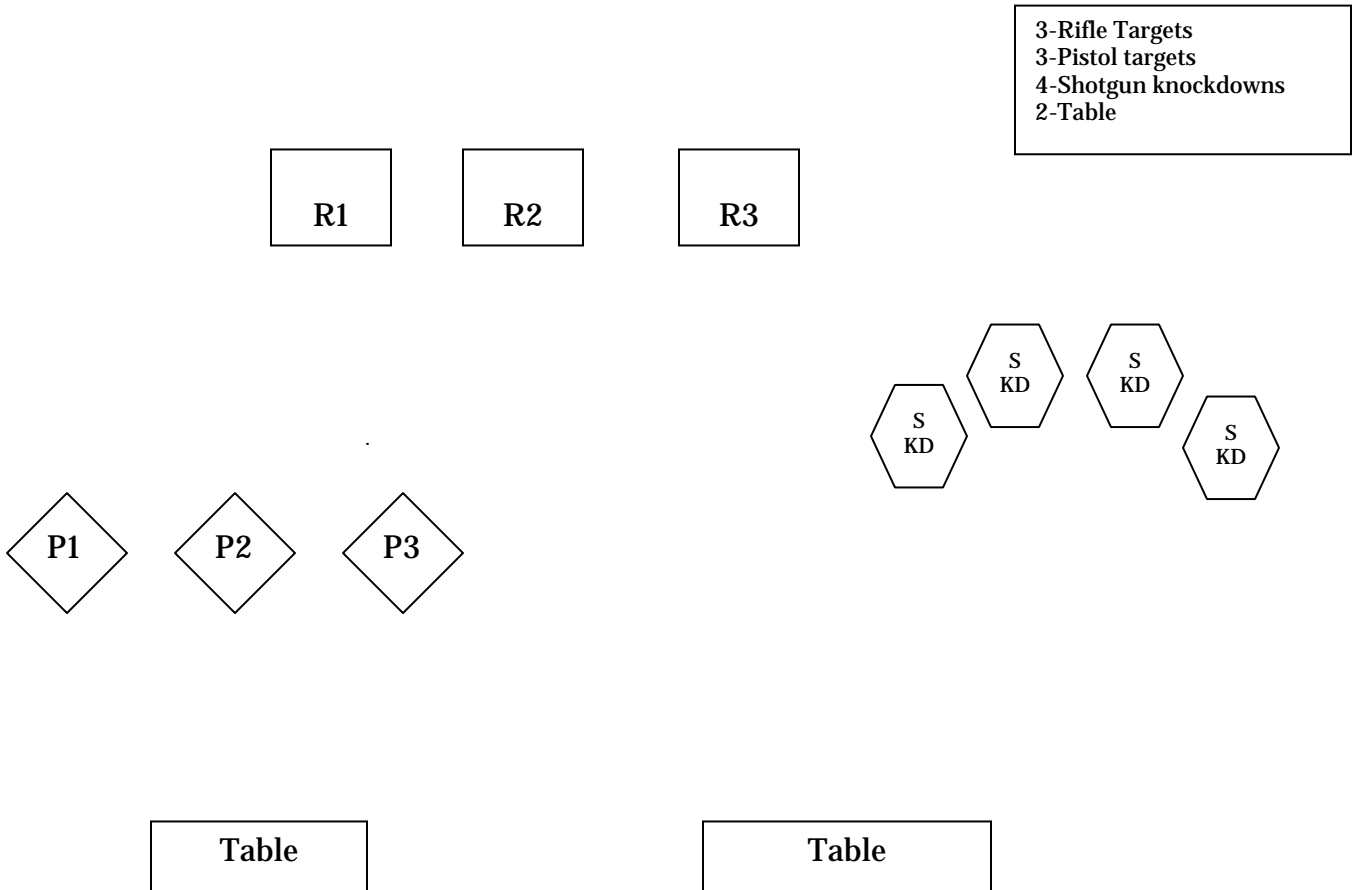 3-Rifle Targets
3-Pistol targets
4-Shotgun knockdowns
2-Table
R1
R2
R3
S
KD
S
KD
S
KD
S
KD
P1
P2
P3
Table
Table